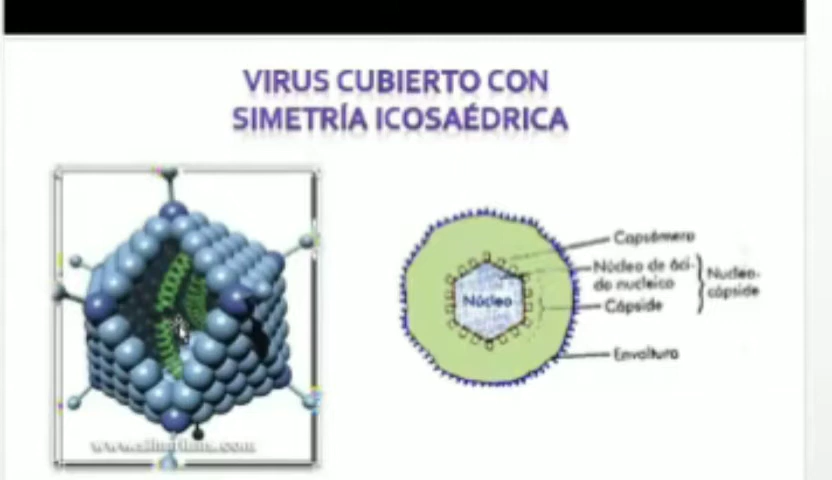 VIRUS CUBIERTO CON
SIMETRÍA ICOSAÉDRICA
Capsómero
Núcleo de áci-
do nucleico
Nucleo-
cápside
Cápside
Núcleo
Envoltura